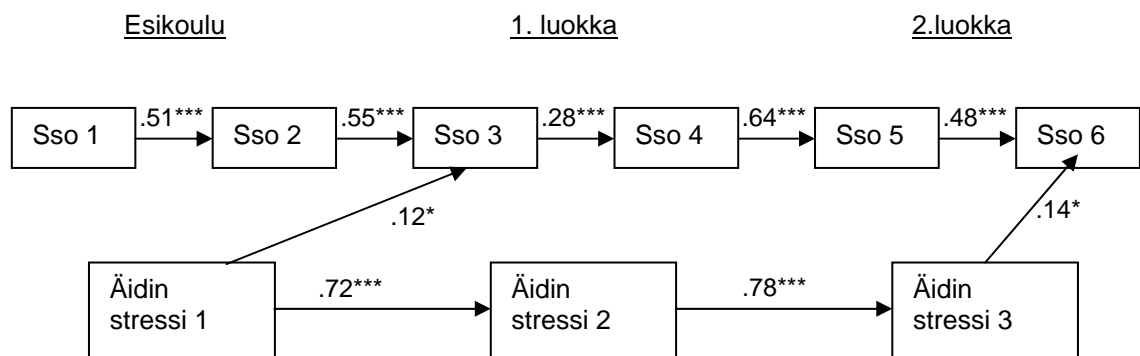 Esikoulu 1. luokka 2.luokka
.51*** .55*** .28*** .64*** .48***
Sso 1 Sso 2 Sso 3 Sso 4 Sso 5 Sso 6
.12* .14*
Äidin Äidin Äidin
.72*** .78***
stressi 1 stressi 2 stressi 3